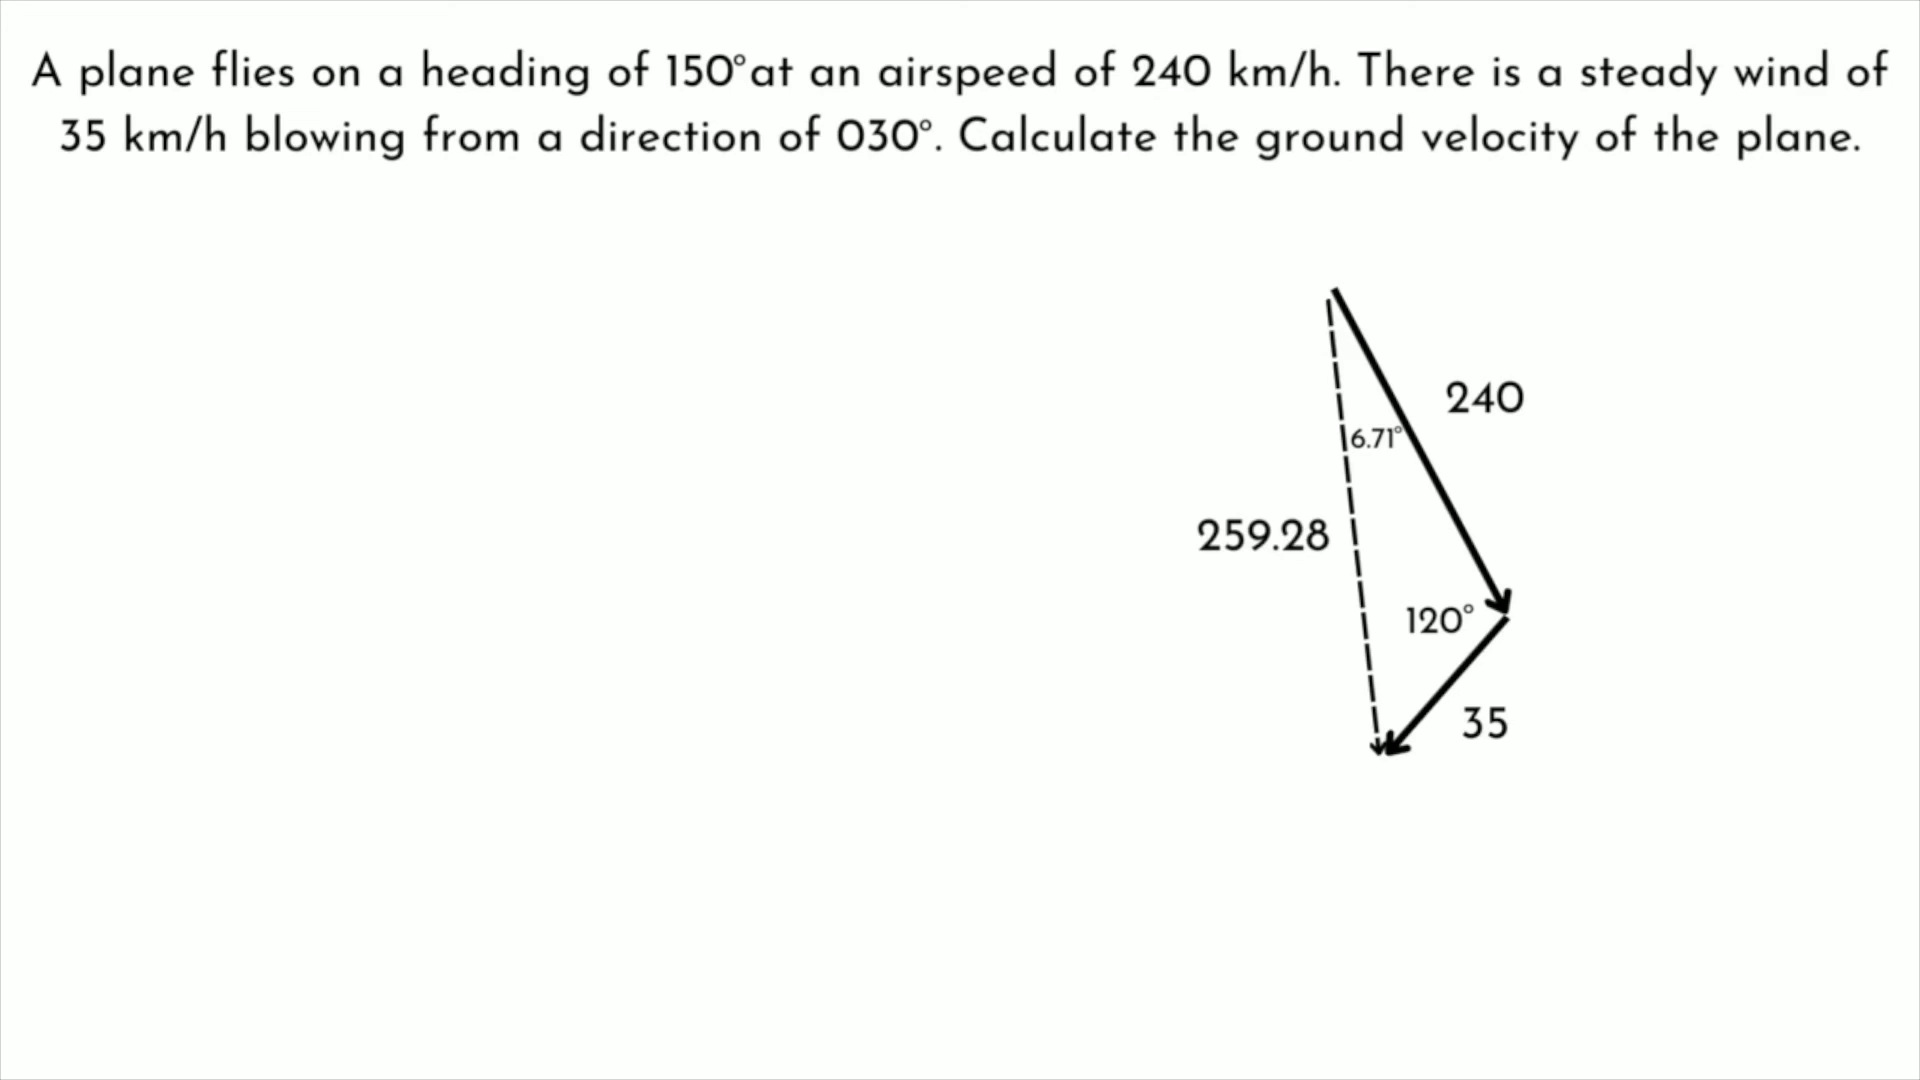 A plane flies on a heading of 150° at an airspeed of 240 km/h. There is a steady wind of
35 km/h blowing from a direction of 030°. Calculate the ground velocity of the plane.
240
6.71°
259.28
120°
35